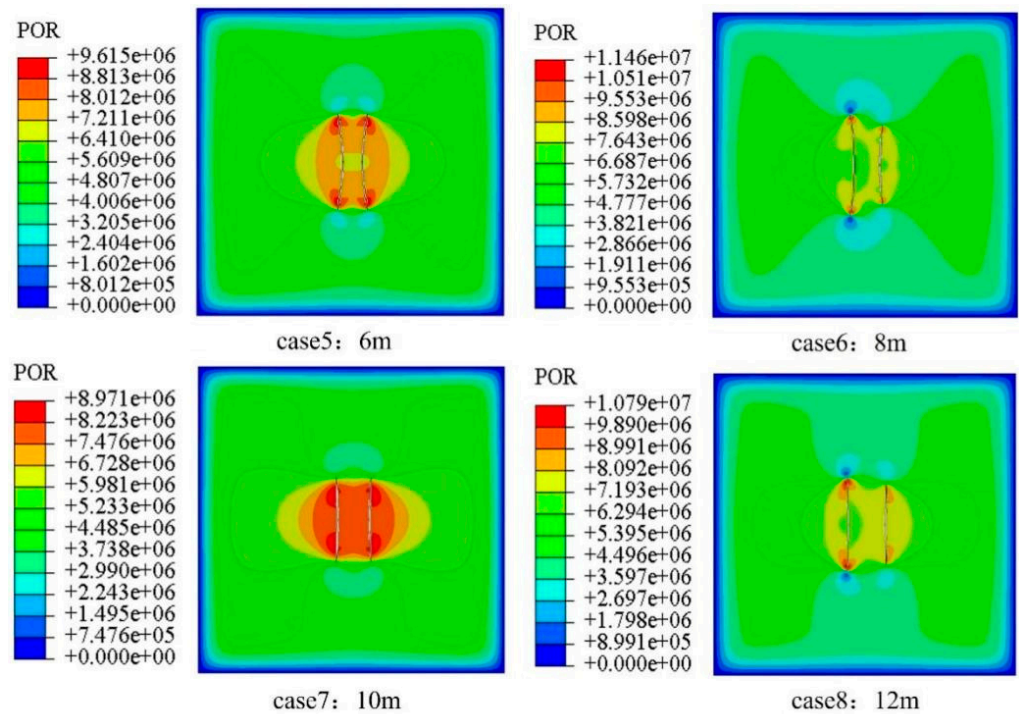 POR
+9.615e+06
+8.813e+06
+8.012e+06
+7.211e+06
+6.410e+06
+5.609e+06
+4.807e+06
+4.006e+06
+3.205e+06
+2.404e+06
+1.602e+06
+8.012e+05
+0.000e+00
case5：6m
POR
+1.146e+07
+1.051e+07
+9.553e+06
+8.598e+06
+7.643e+06
+6.687e+06
+5.732e+06
+4.777e+06
+3.821e+06
+2.866e+06
+1.911e+06
+9.553e+05
+0.000e+00
case6：8m
POR
+8.971e+06
+8.223e+06
+7.476e+06
+6.728e+06
+5.981e+06
+5.233e+06
+4.485e+06
+3.738e+06
+2.990e+06
+2.243e+06
+1.495e+06
+7.476e+05
+0.000e+00
case7：10m
POR
+1.079e+07
+9.890e+06
+8.991e+06
+8.092e+06
+7.193e+06
+6.294e+06
+5.395e+06
+4.496e+06
+3.597e+06
+2.697e+06
+1.798e+06
+8.991e+05
+0.000e+00
case8：12m